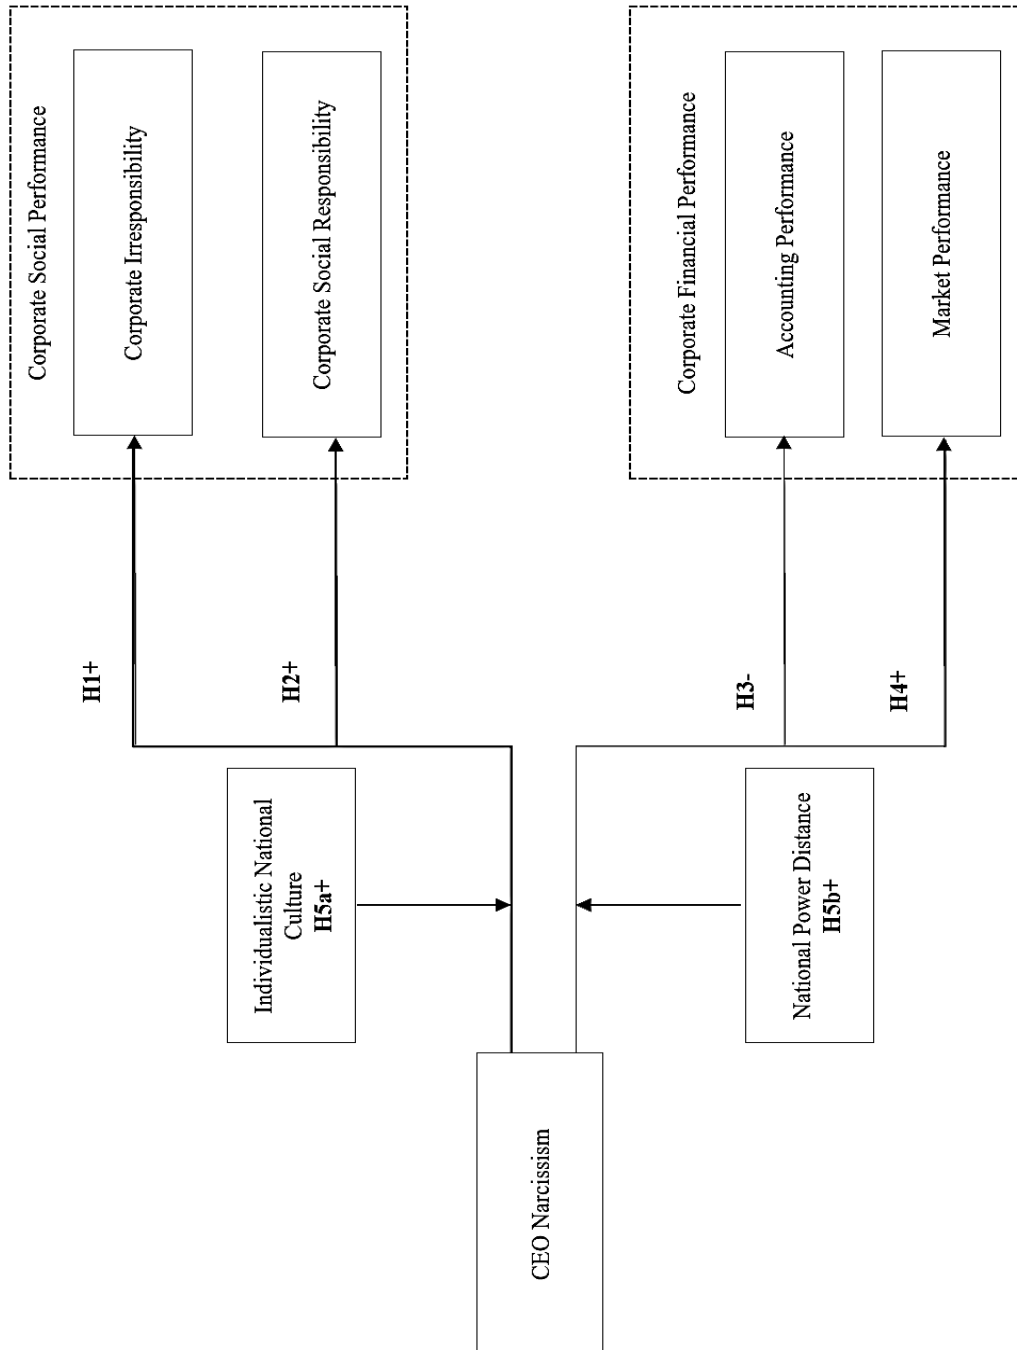 Corporate Social Performance
Corporate Irresponsibility
Corporate Social Responsibility
Corporate Financial Performance
Accounting Performance
Market Performance
H1+
H2+
H3-
H4+
Individualistic National
Culture
H5a+
National Power Distance
H5b+
CEO Narcissism